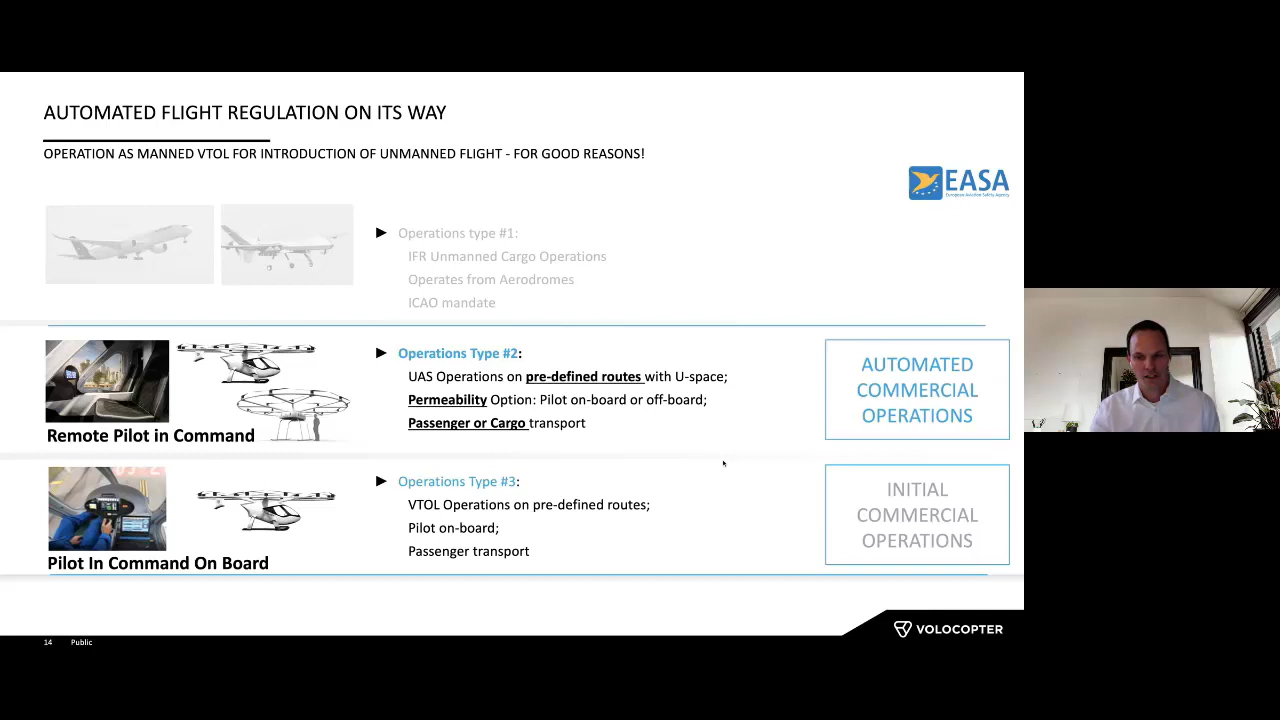 AUTOMATED FLIGHT REGULATION ON ITS WAY
OPERATION AS MANNED VTOL FOR INTRODUCTION OF UNMANNED FLIGHT - FOR GOOD REASONS!
EASA
European Aviation Safety Agency
► Operations type #1:
IFR Unmanned Cargo Operations
Operates from Aerodromes
ICAO mandate
Remote Pilot in Command
► Operations Type #2:
UAS Operations on pre-defined routes with U-space;
Permeability Option: Pilot on-board or off-board;
Passenger or Cargo transport
AUTOMATED
COMMERCIAL
OPERATIONS
Pilot In Command On Board
► Operations Type #3:
VTOL Operations on pre-defined routes;
Pilot on-board;
Passenger transport
INITIAL
COMMERCIAL
OPERATIONS
14 Public
VOLOCOPTER